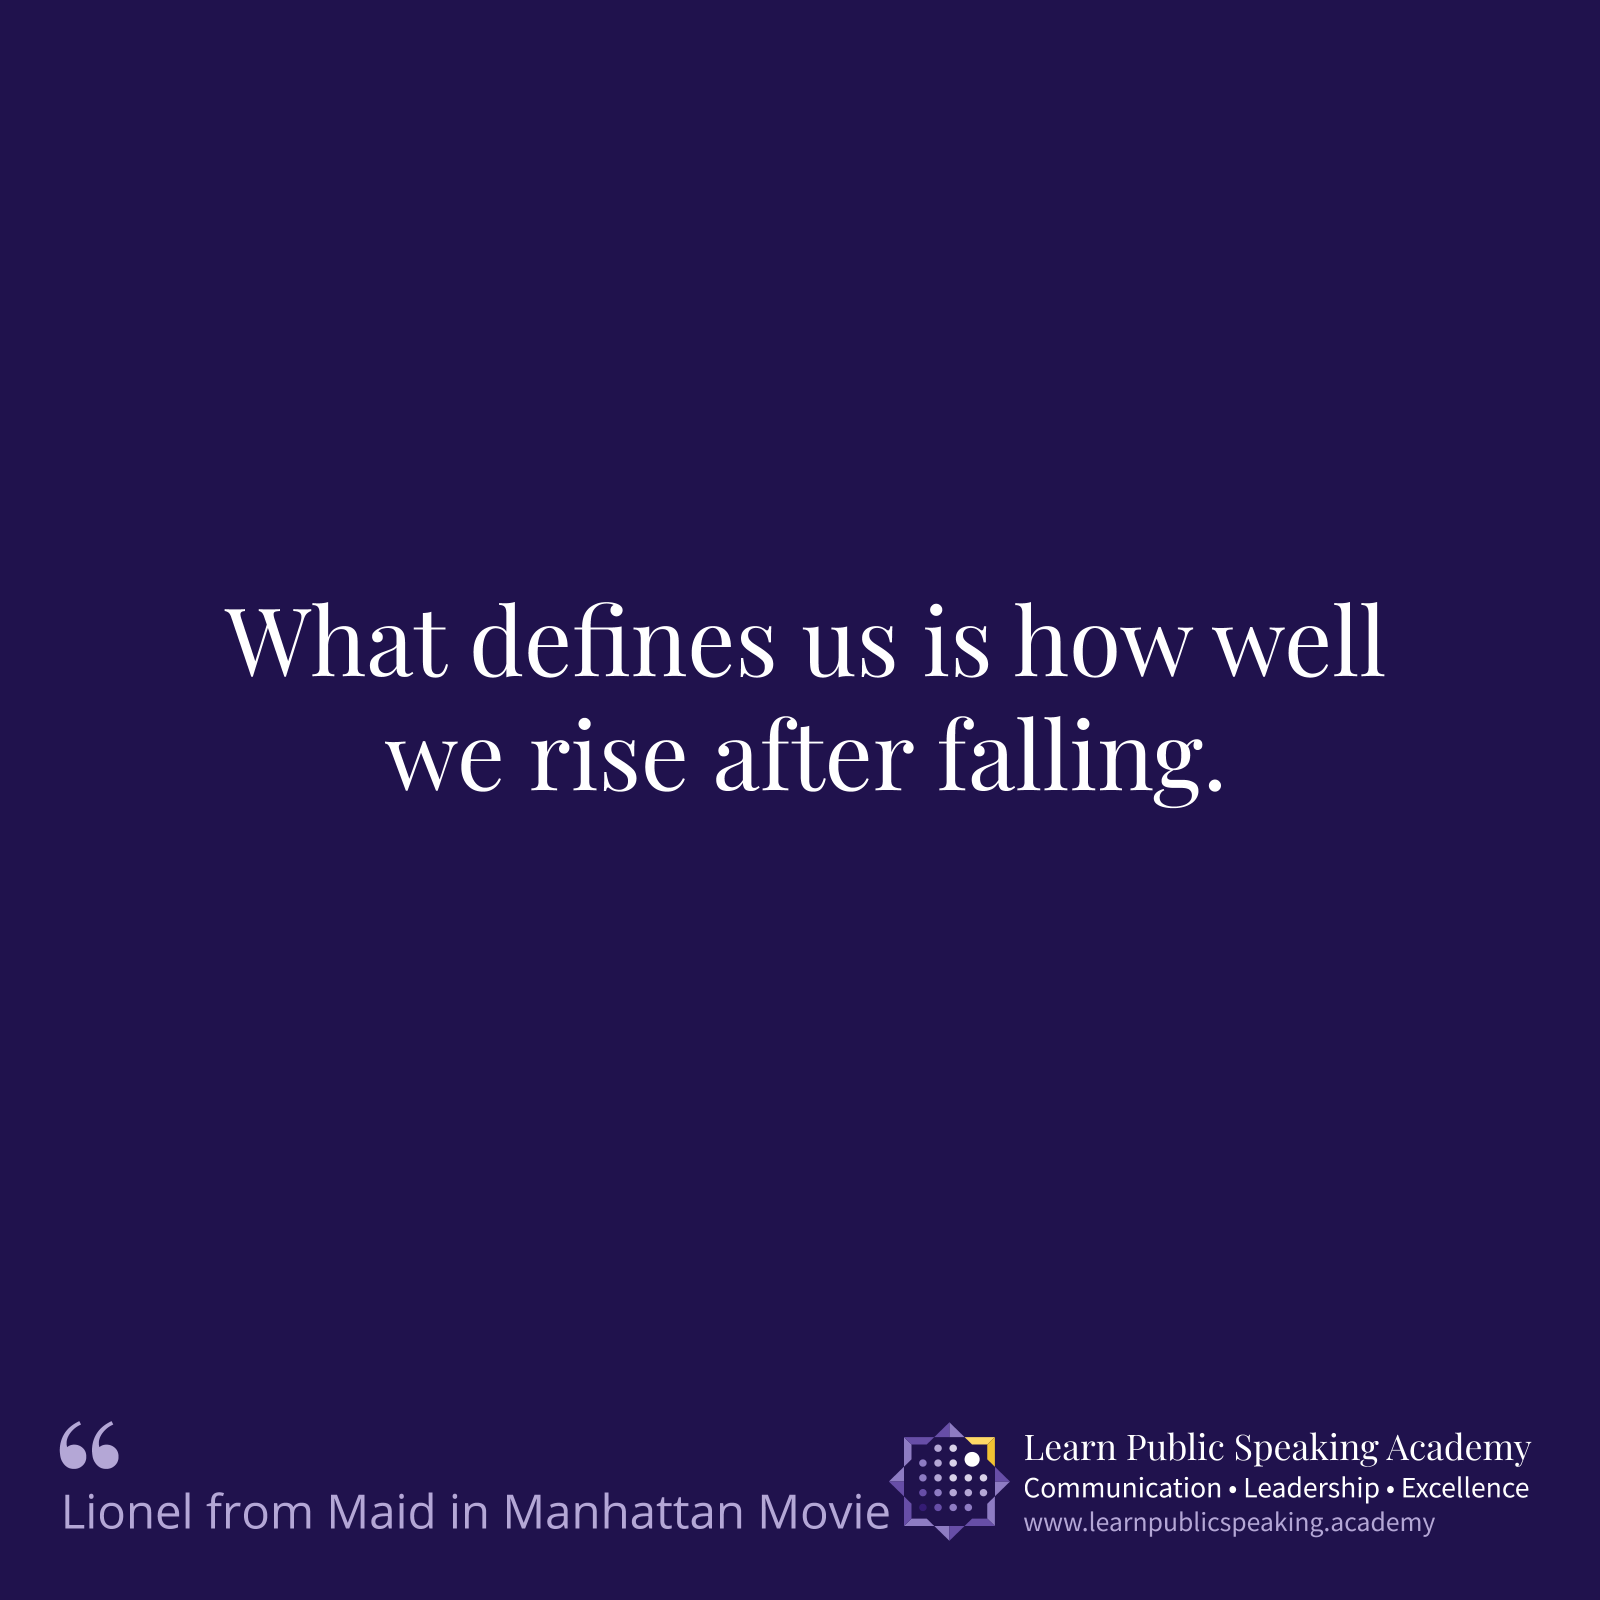 What defines us is how well
we rise after falling.
“
Lionel from Maid in Manhattan Movie
Learn Public Speaking Academy
Communication • Leadership • Excellence
www.learnpublicspeaking.academy